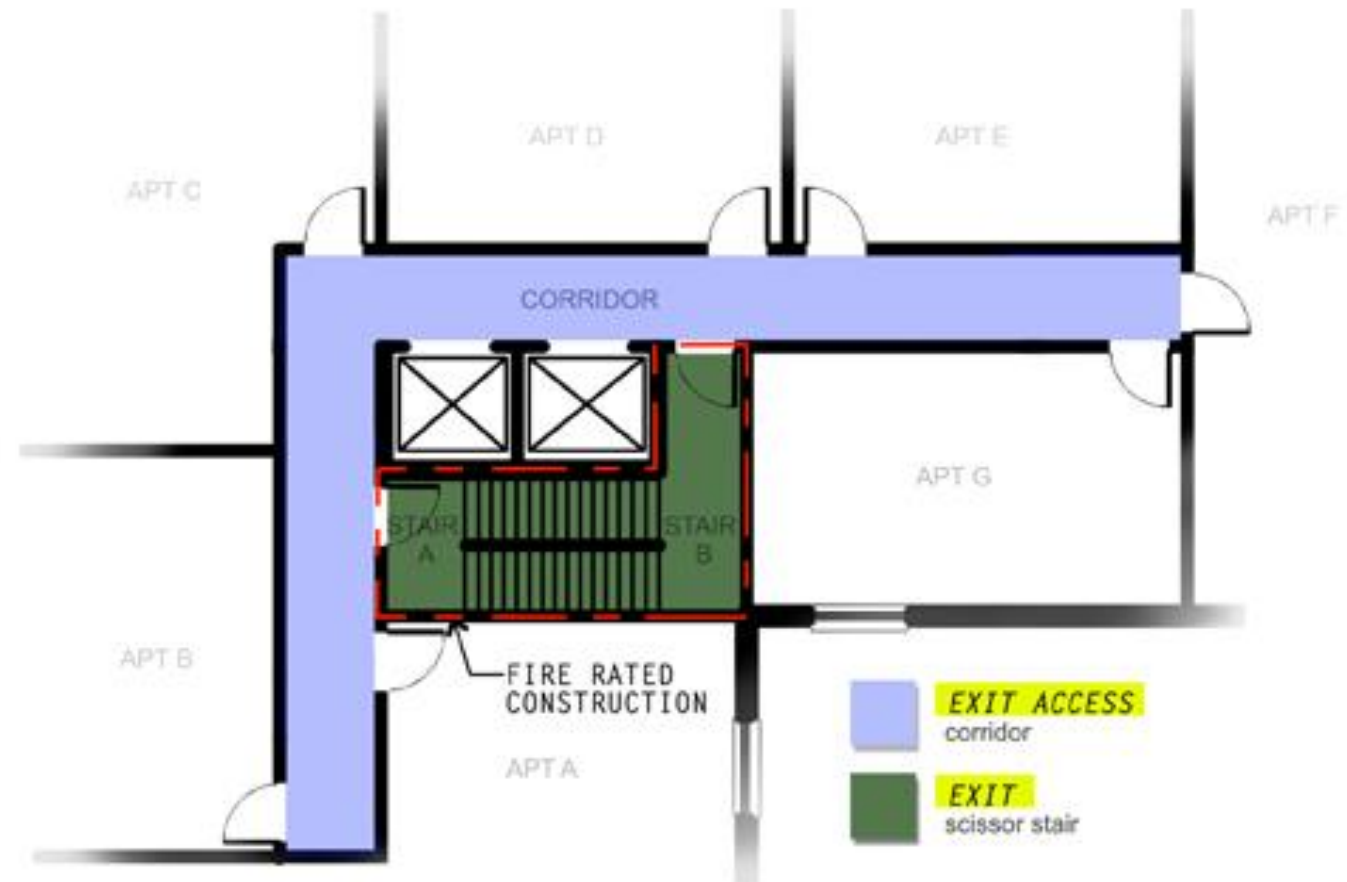 APT D
APT E
APT C
APT F
CORRIDOR
APT G
STAIR
A
STAIR
B
APT B
FIRE RATED
CONSTRUCTION
APT A
EXIT ACCESS
corridor
EXIT
scissor stair